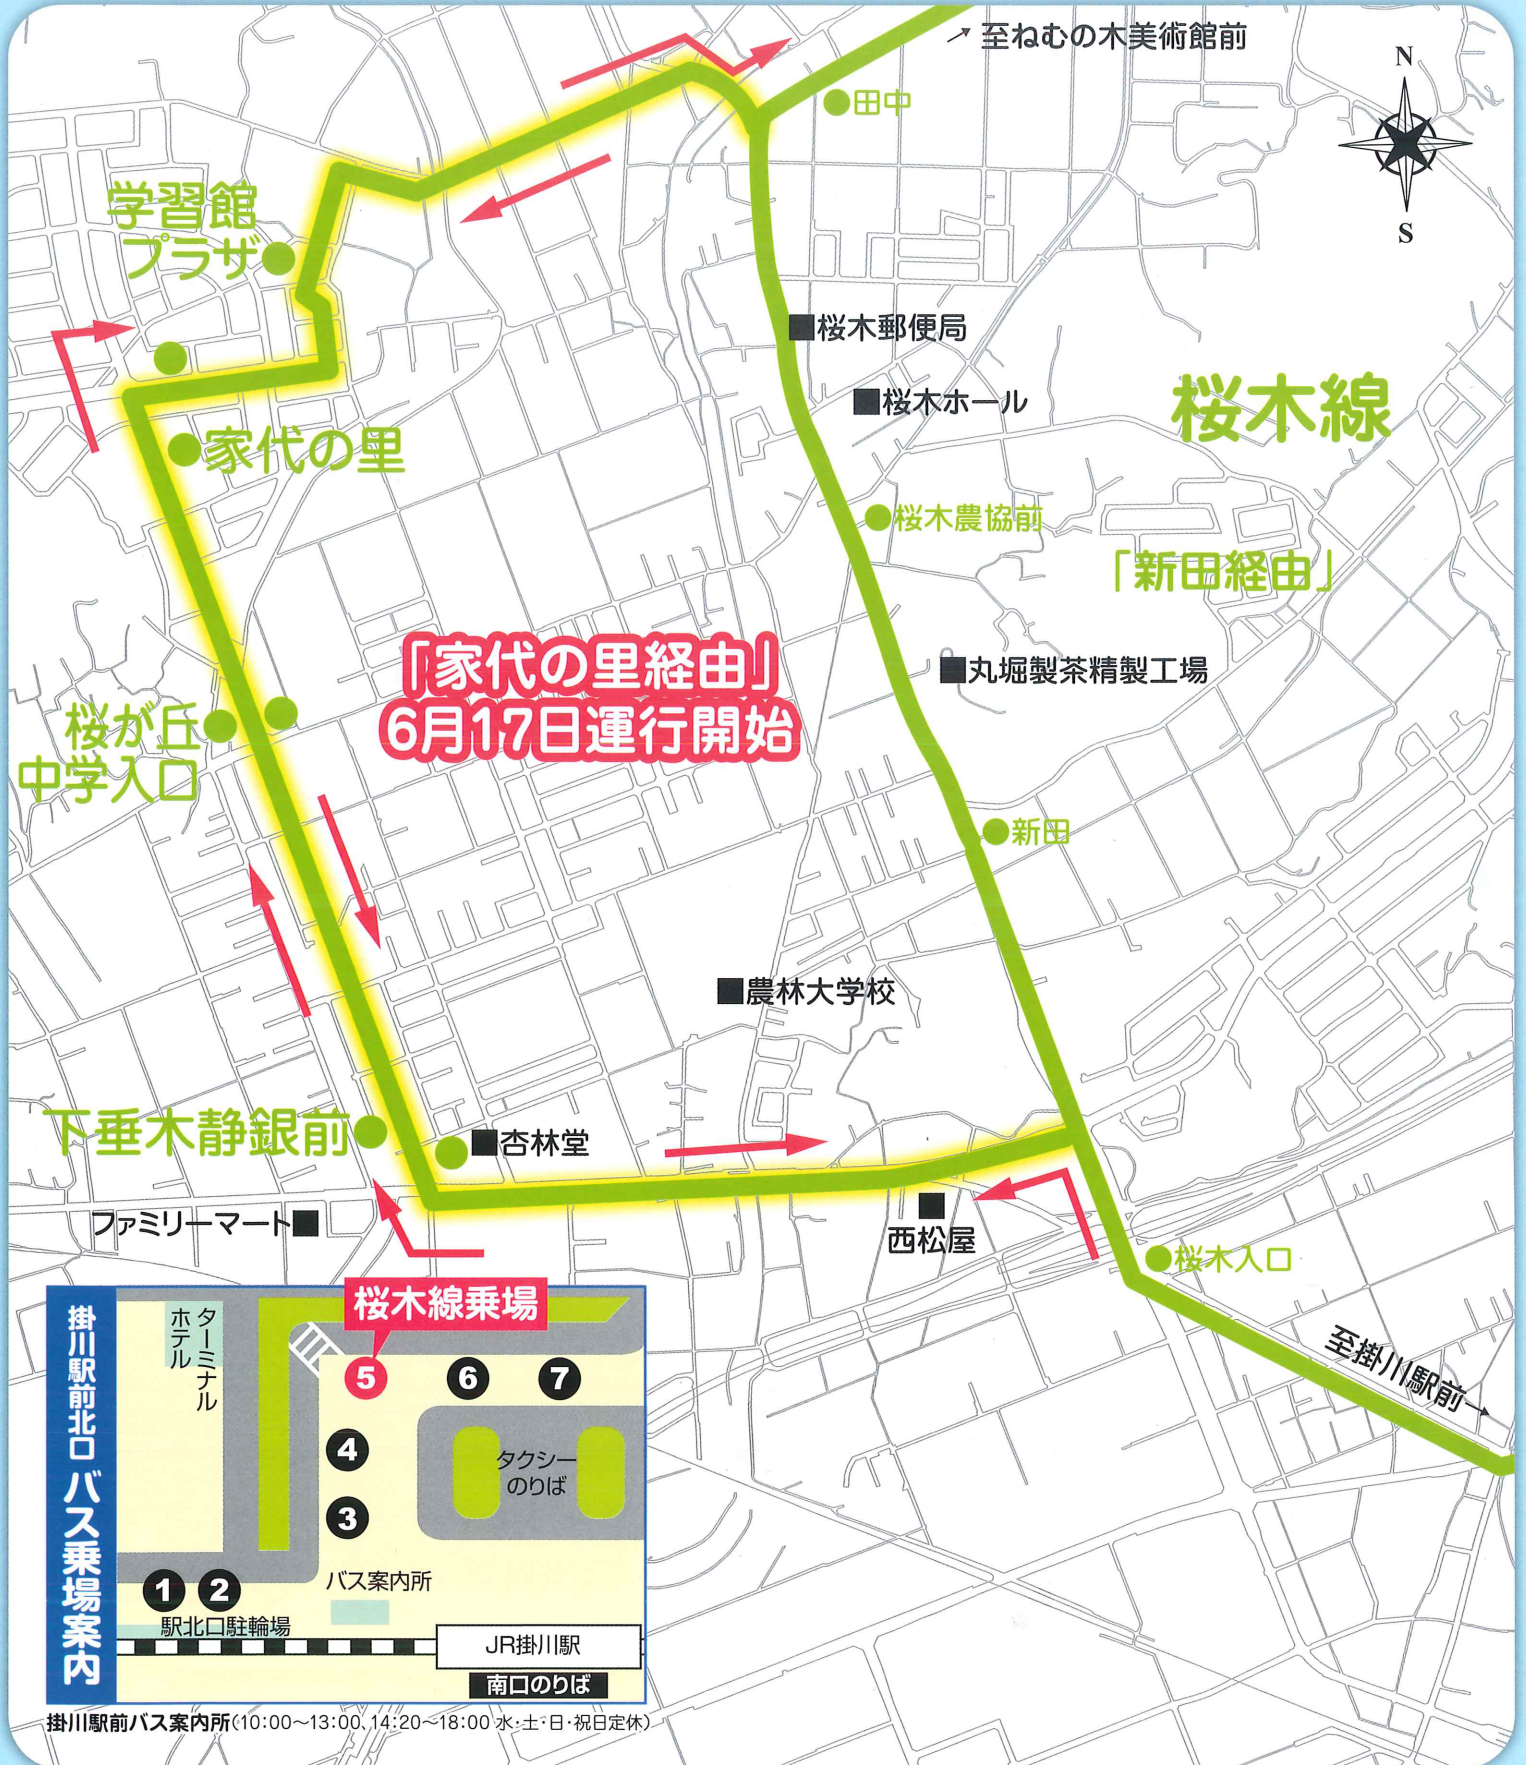 至ねむの木美術館前
N
S
田中
学習館
プラザ
桜木郵便局
桜木ホール
桜木線
家代の里
桜木農協前
「新田経由」
「家代の里経由」
6月17日運行開始
丸堀製茶精製工場
桜が丘
中学入口
新田
農林大学校
下垂木静銀前
杏林堂
ファミリーマート
西松屋
桜木入口
至掛川駅前→
掛川駅前北口 バス乗場案内
ターミナル
ホテル
桜木線乗場
5
6
7
4
3
タクシー
のりば
1
2
バス案内所
駅北口駐輪場
JR掛川駅
南口のりば
掛川駅前バス案内所(10:00～13:00、14:20～18:00 水・土・日・祝日定休)